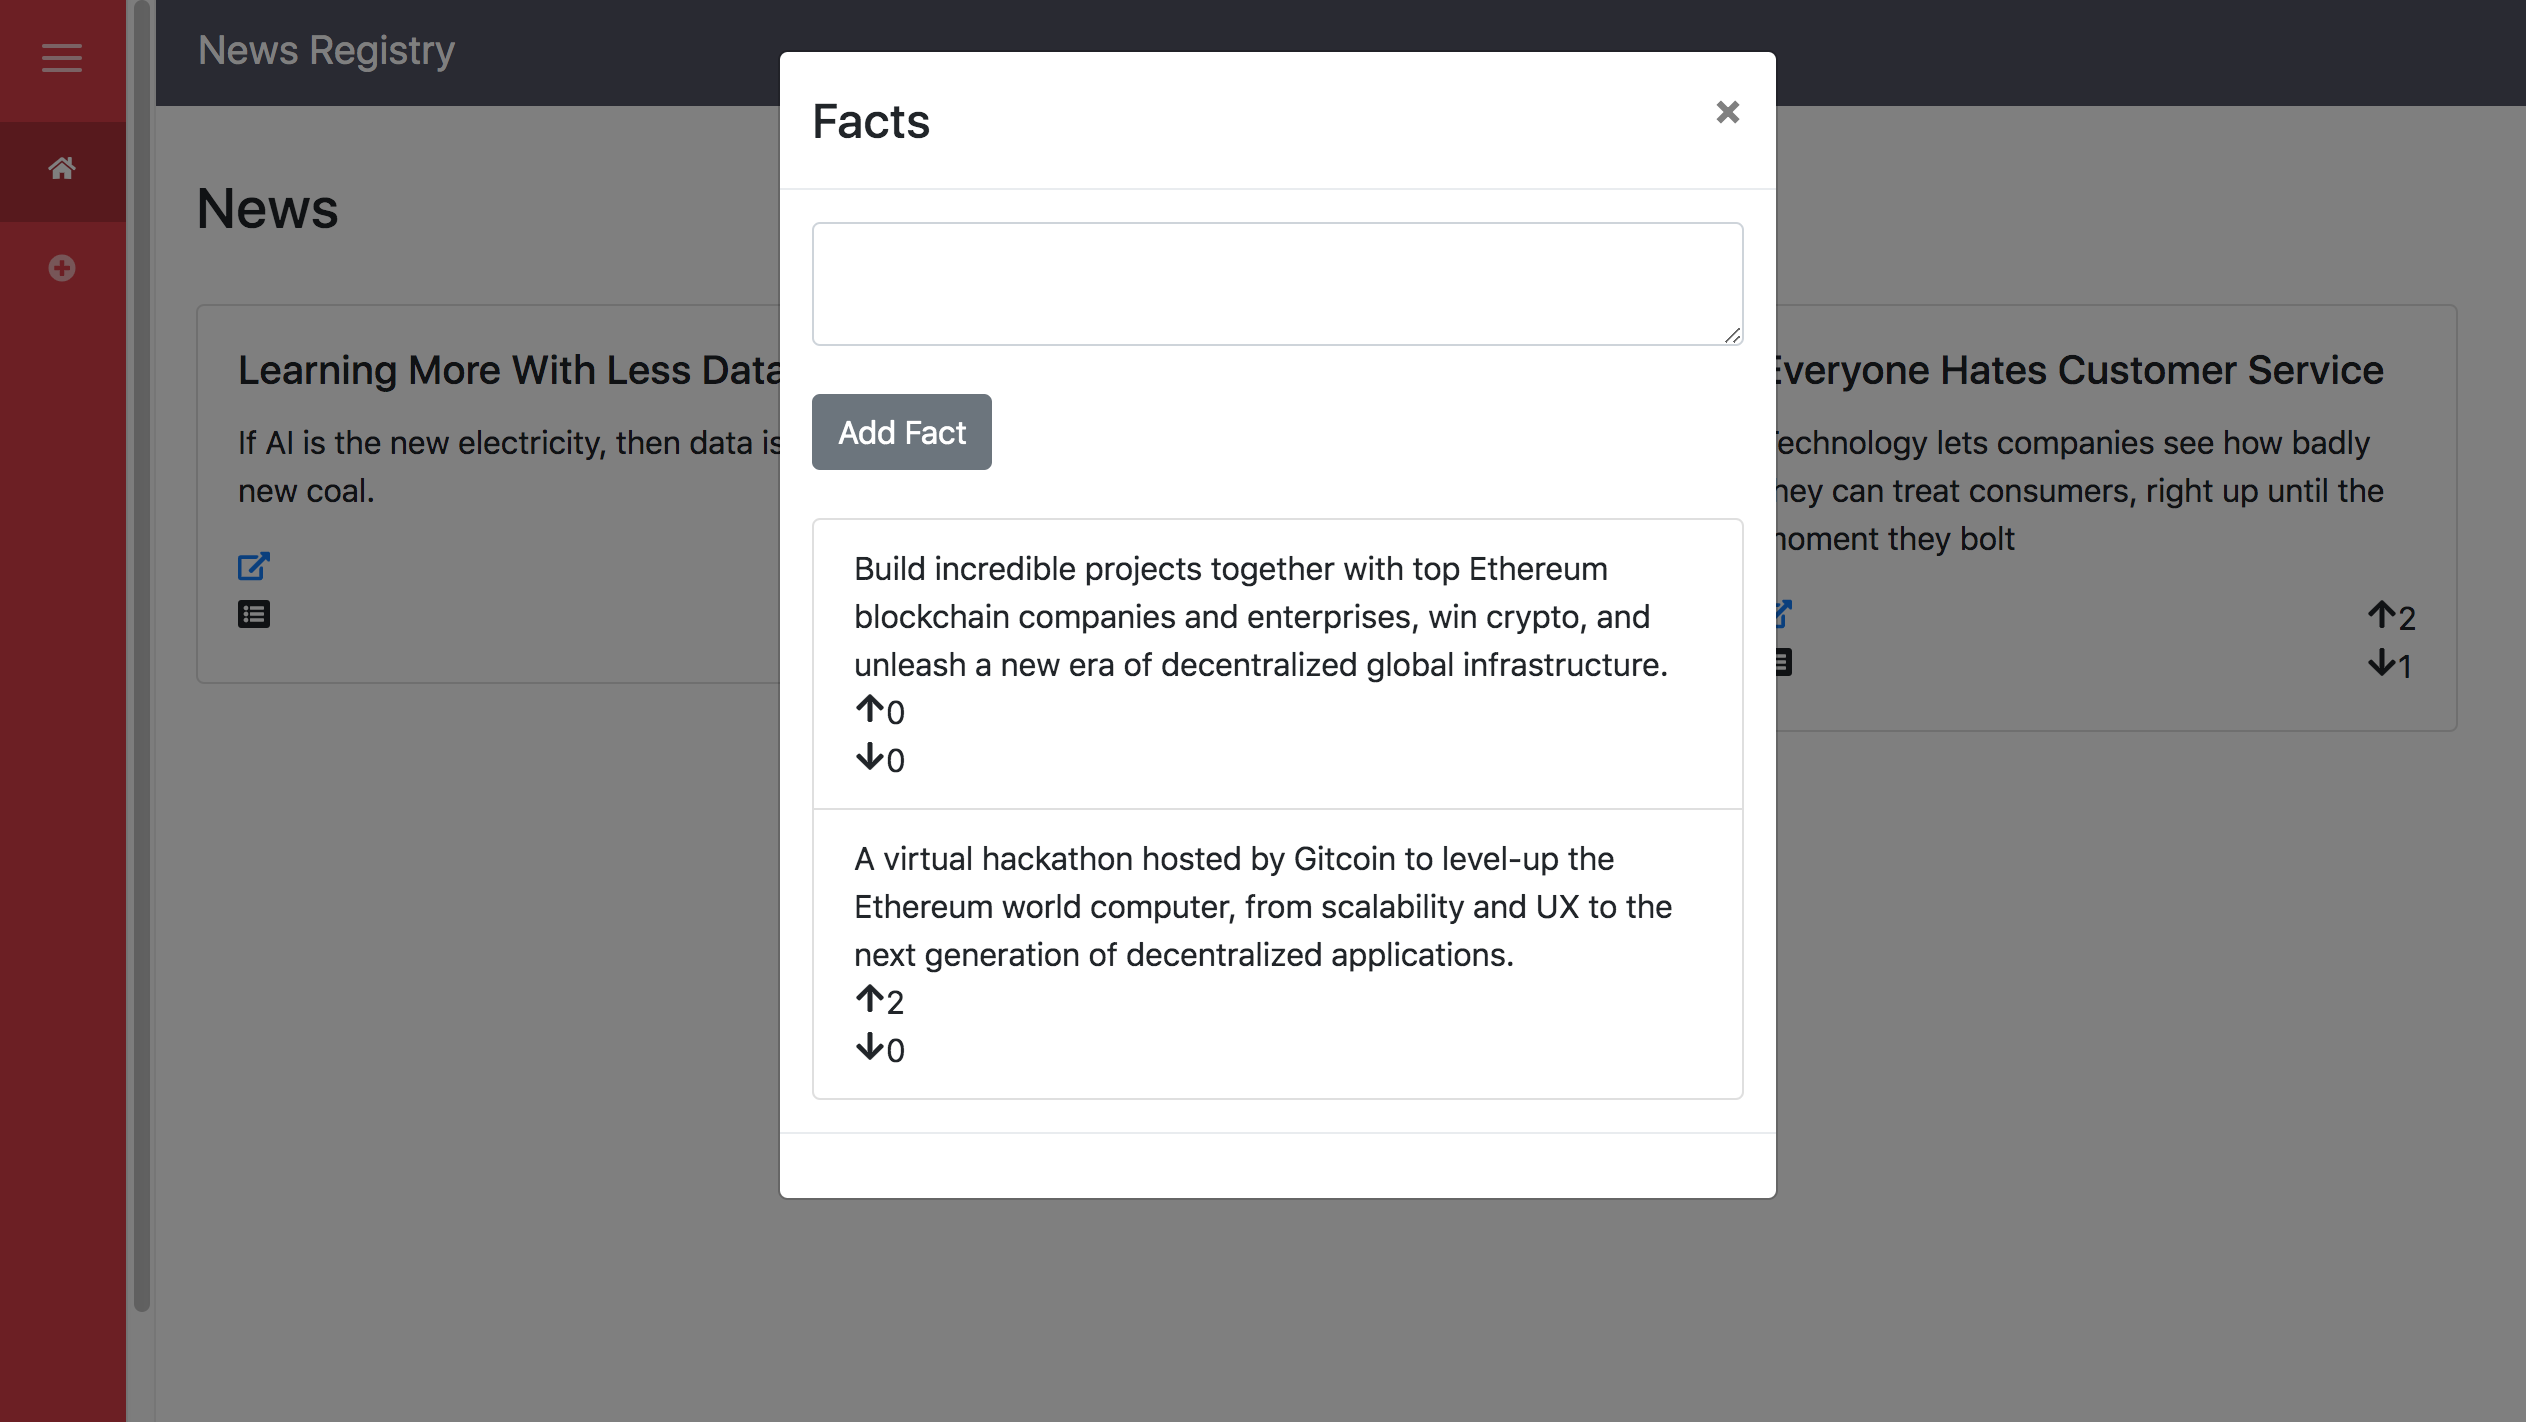 News Registry
News
Learning More With Less Data
If AI is the new electricity, then data is
new coal.
Facts
Add Fact
Build incredible projects together with top Ethereum
blockchain companies and enterprises, win crypto, and
unleash a new era of decentralized global infrastructure.
0
0
A virtual hackathon hosted by Gitcoin to level-up the
Ethereum world computer, from scalability and UX to the
next generation of decentralized applications.
2
0
Everyone Hates Customer Service
Technology lets companies see how badly
they can treat consumers, right up until the
moment they bolt
2
1